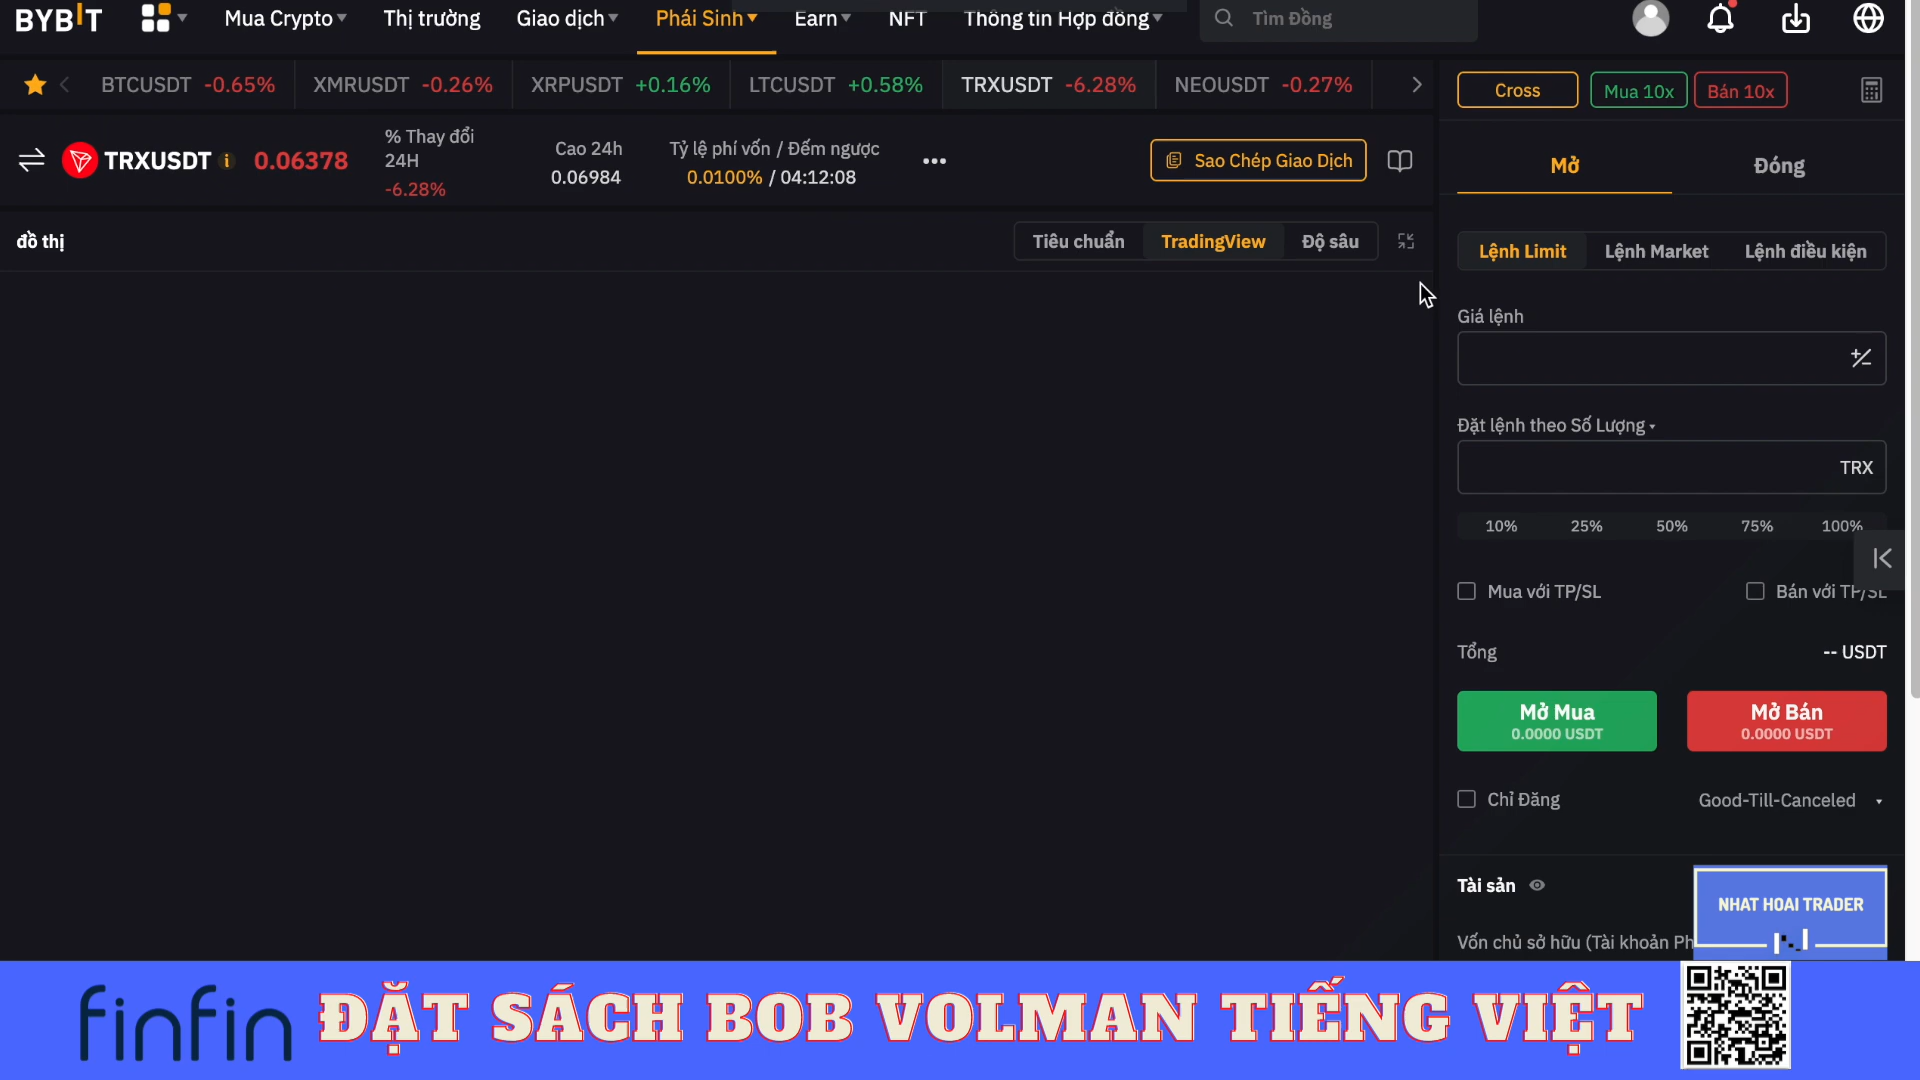 BYBIT
Mua Crypto
Thị trường
Giao dịch
Phái Sinh
Earn
NFT
Thông tin Hợp đồng
Tìm Đồng
BTCUSDT -0.65%
XMRUSDT -0.26%
XRPUSDT +0.16%
LTCUSDT +0.58%
TRXUSDT -6.28%
NEOUSDT -0.27%
Cross
Mua 10x
Bán 10x
TRXUSDT
0.06378
% Thay đổi
24H
-6.28%
Cao 24h
0.06984
Tỷ lệ phí vốn / Đếm ngược
0.0100% / 04:12:08
Sao Chép Giao Dịch
Mở
Đóng
đồ thị
Tiêu chuẩn
TradingView
Độ sâu
Lệnh Limit
Lệnh Market
Lệnh điều kiện
Giá lệnh
Đặt lệnh theo Số Lượng
TRX
10%
25%
50%
75%
100%
Mua với TP/SL
Bán với TP/SL
Tổng
-- USDT
Mở Mua
0.0000 USDT
Mở Bán
0.0000 USDT
Chỉ Đăng
Good-Till-Canceled
Tài sản
NHAT HOAI TRADER
Vốn chủ sở hữu (Tài khoản Ph
finfin
ĐẶT SÁCH BOB VOLMAN TIẾNG VIỆT